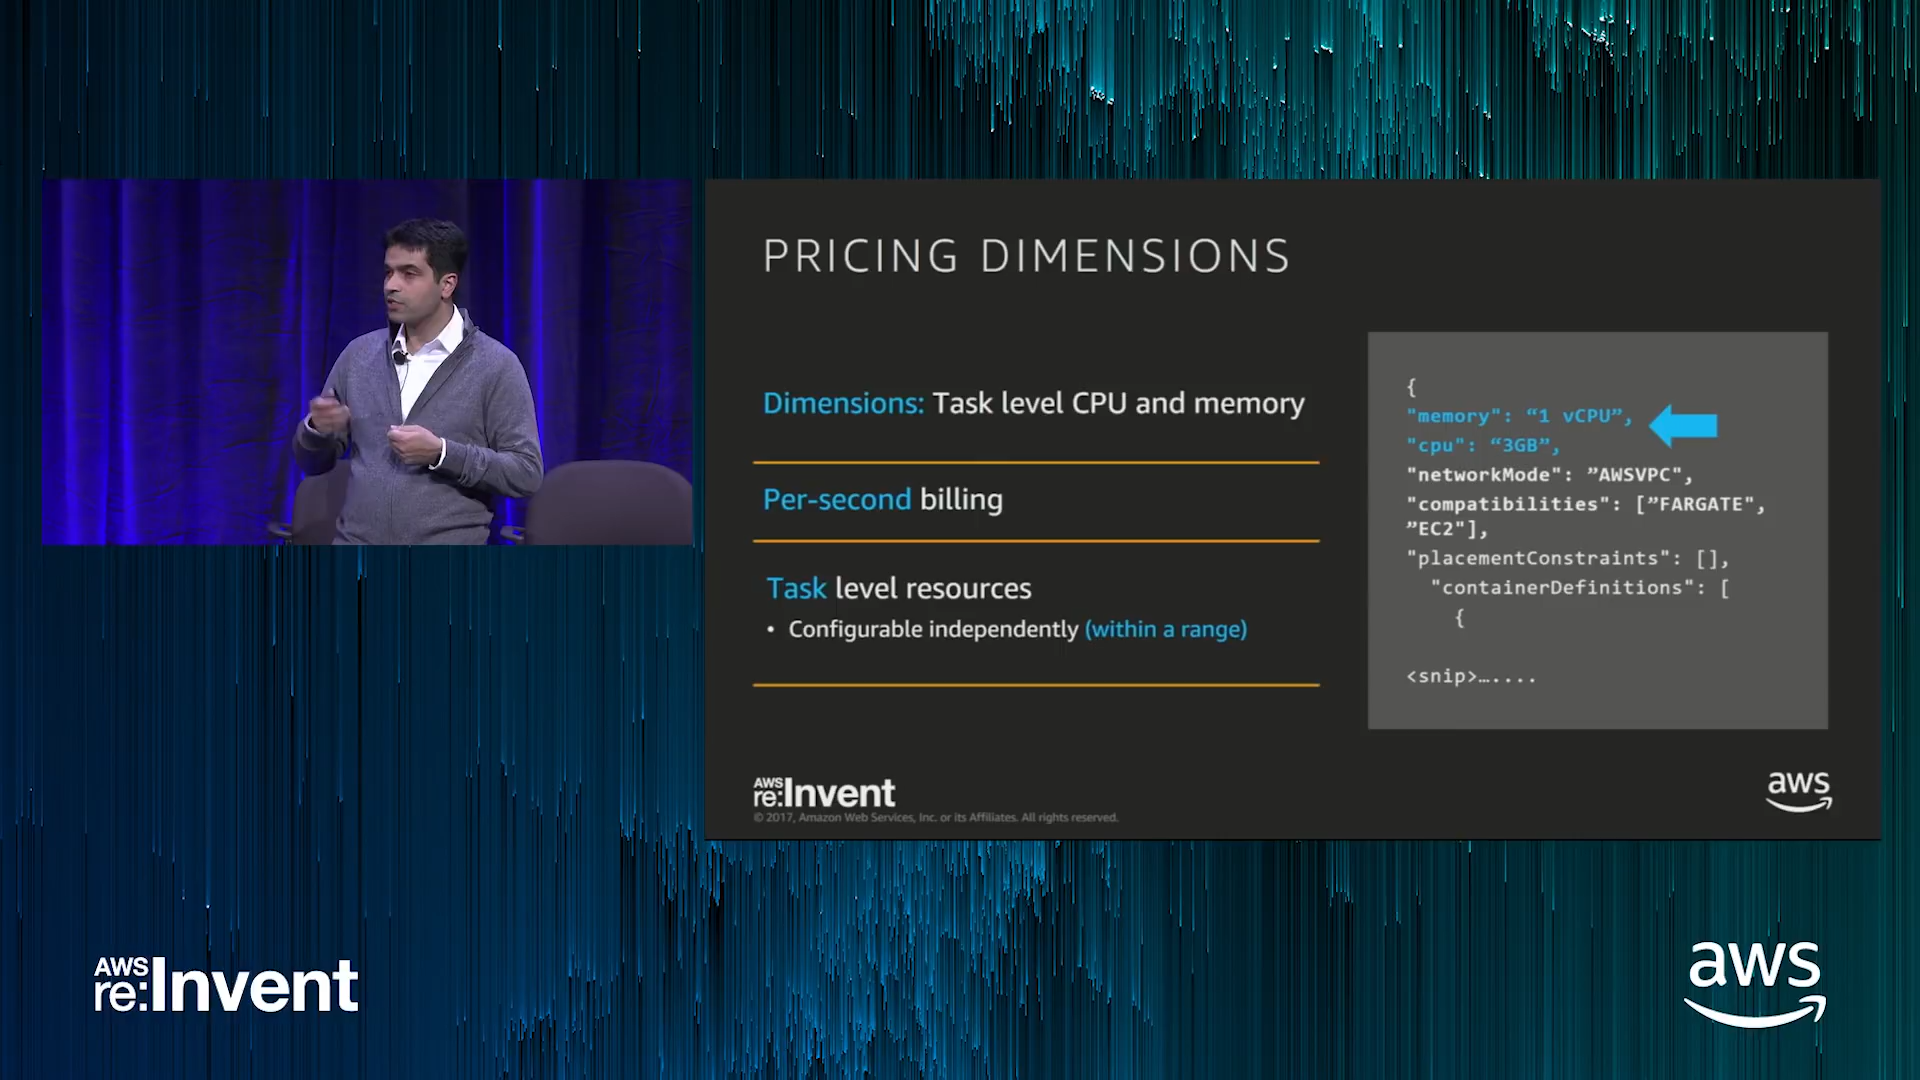 PRICING DIMENSIONS
Dimensions: Task level CPU and memory
Per-second billing
Task level resources
• Configurable independently (within a range)
{
"memory": “1 vCPU”,
"cpu": “3GB”,
"networkMode": ”AWSVPC",
"compatibilities": [”FARGATE",
”EC2"],
"placementConstraints": [],
"containerDefinitions": [
{
<snip>…....
AWS
re:Invent
© 2017, Amazon Web Services, Inc. or its Affiliates. All rights reserved.
aws
AWS
re:Invent
aws